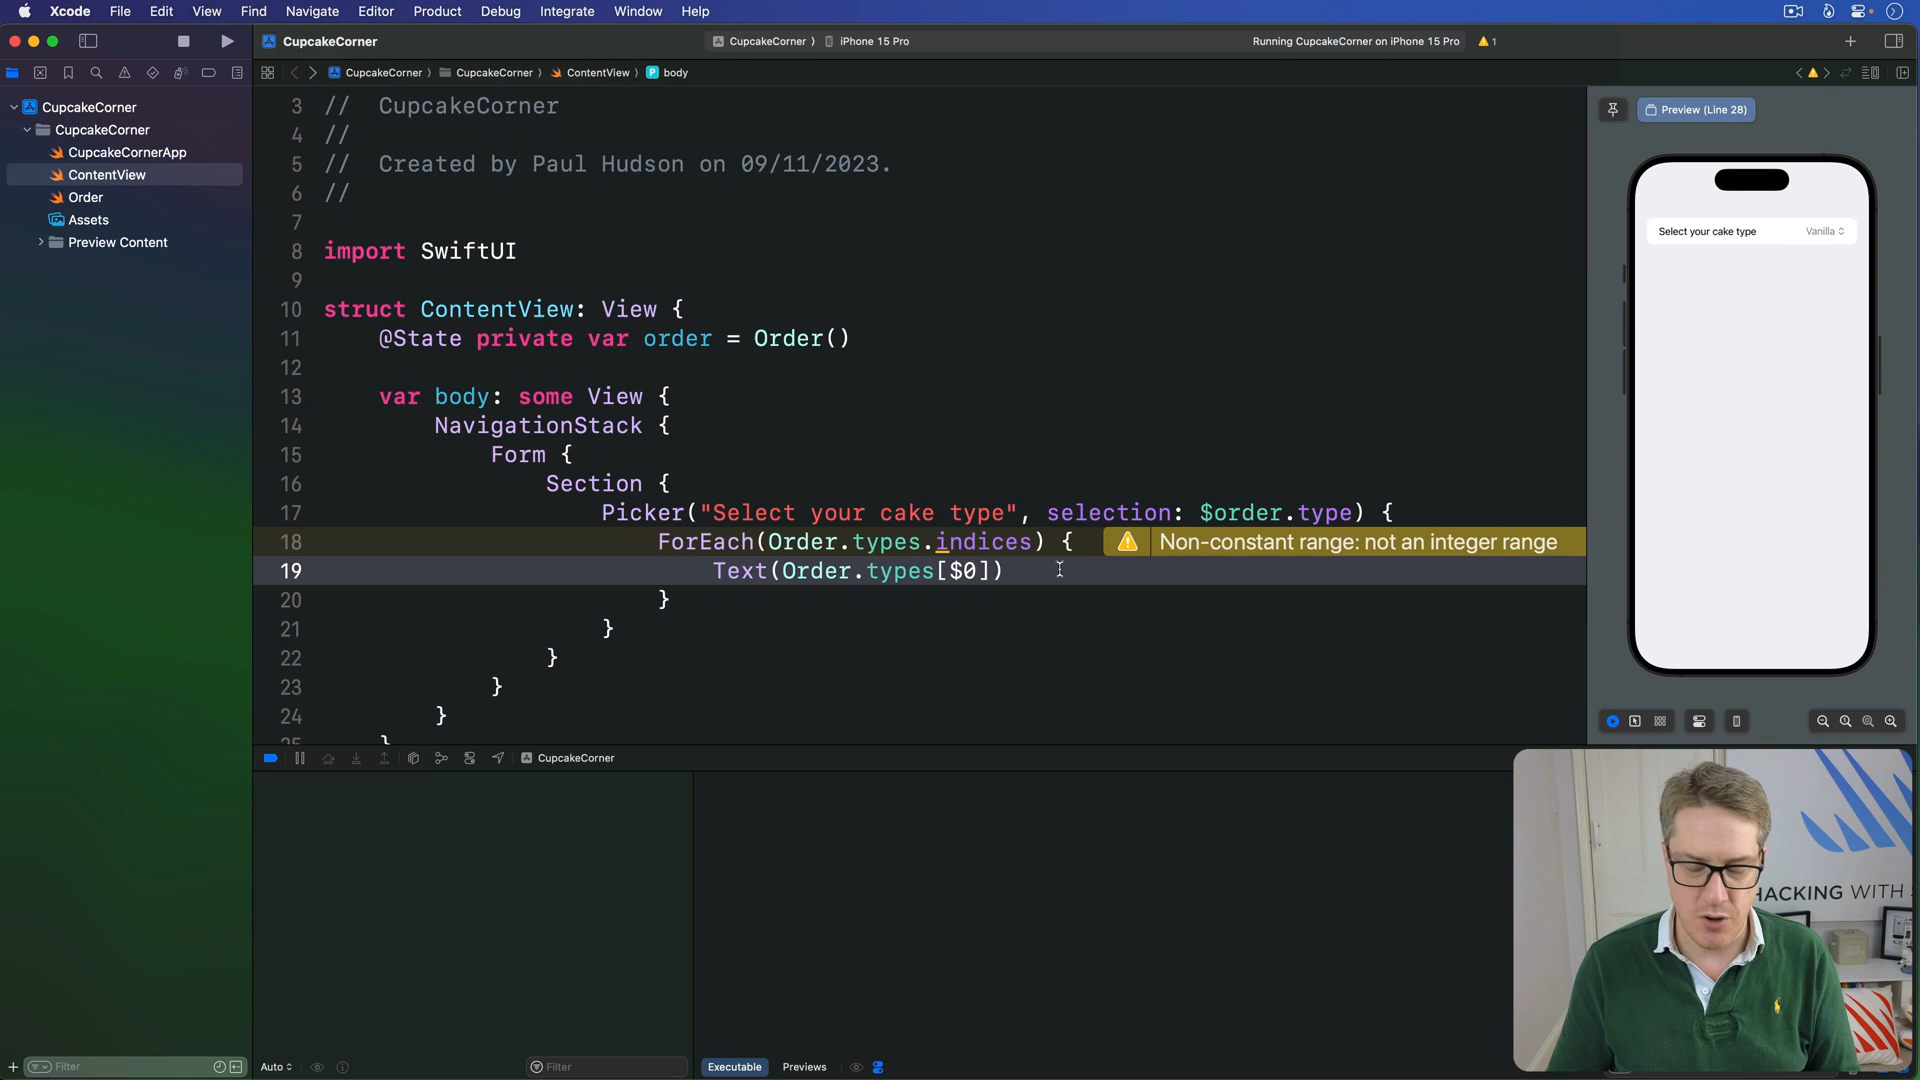 Xcode File Edit View Find Navigate Editor Product Debug Integrate Window Help
CupcakeCorner
CupcakeCorner 〉 iPhone 15 Pro
Running CupcakeCorner on iPhone 15 Pro
1
CupcakeCorner 〉 CupcakeCorner 〉 ContentView 〉 P body
CupcakeCorner
CupcakeCorner
CupcakeCornerApp
ContentView
Order
Assets
Preview Content
3 // CupcakeCorner
4 //
5 // Created by Paul Hudson on 09/11/2023.
6 //
7
8 import SwiftUI
9
10 struct ContentView: View {
11 @State private var order = Order()
12
13 var body: some View {
14 NavigationStack {
15 Form {
16 Section {
17 Picker("Select your cake type", selection: $order.type) {
18 ForEach(Order.types.indices) { Non-constant range: not an integer range
19 Text(Order.types[$0])
20 }
21 }
22 }
23 }
24 }
25 }
Preview (Line 28)
Select your cake type Vanilla
CupcakeCorner
HACKING WITH
Filter
Auto
Filter
Executable Previews